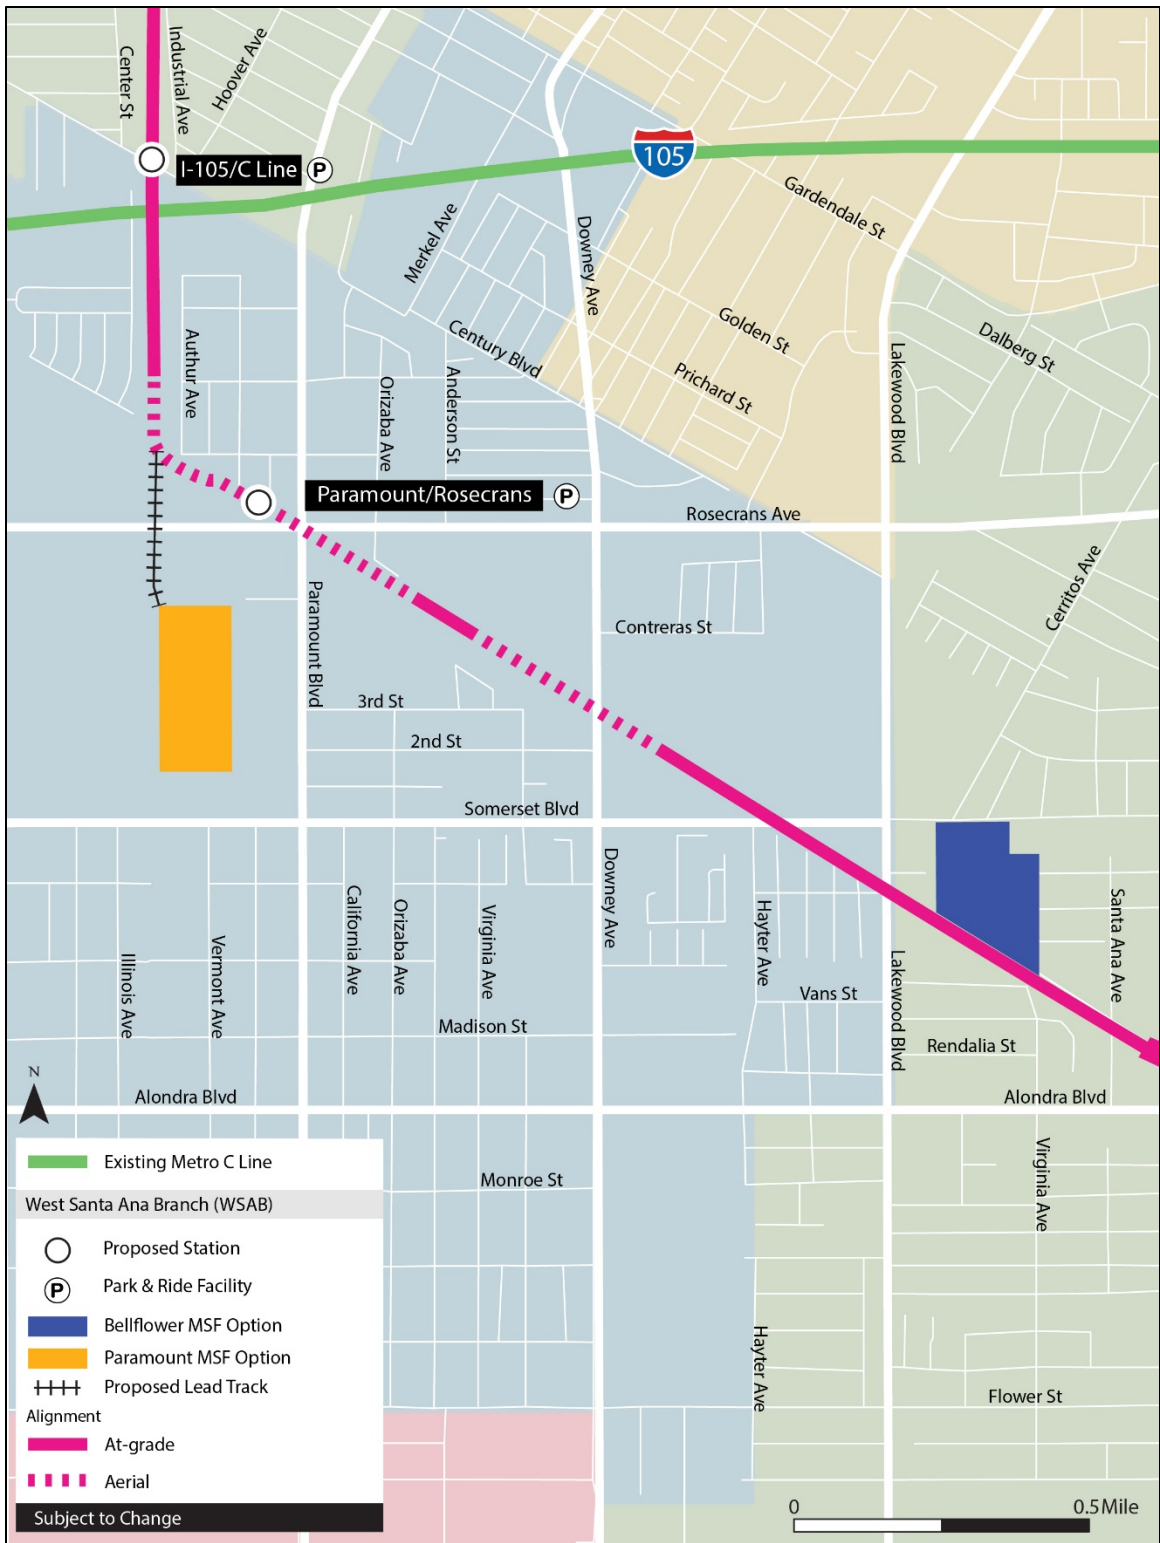 Center St
Industrial Ave
Hoover Ave
I-105/C Line
P
105
Gardendale St
Merkel Ave
Downey Ave
Golden St
Dalberg St
Century Blvd
Prichard St
Lakewood Blvd
Authur Ave
Orizaba Ave
Anderson St
Paramount/Rosecrans
P
Rosecrans Ave
Cerritos Ave
Paramount Blvd
Contreras St
3rd St
2nd St
Somerset Blvd
California Ave
Orizaba Ave
Virginia Ave
Downey Ave
Hayter Ave
Santa Ana Ave
Illinois Ave
Vermont Ave
Lakewood Blvd
Vans St
Madison St
Rendalia St
N
Alondra Blvd
Alondra Blvd
Virginia Ave
Monroe St
Hayter Ave
Flower St
Existing Metro C Line
West Santa Ana Branch (WSAB)
Proposed Station
P
Park & Ride Facility
Bellflower MSF Option
Paramount MSF Option
Proposed Lead Track
Alignment
At-grade
Aerial
Subject to Change
0
0.5Mile